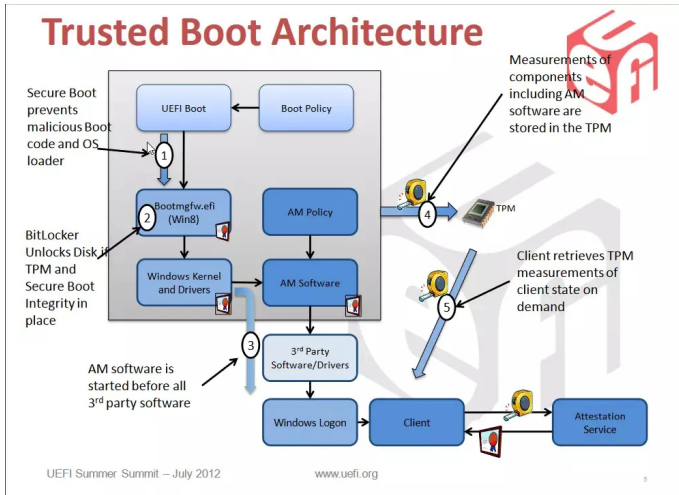 Trusted Boot Architecture
Measurements of
components
including AM
software are
stored in the TPM
Secure Boot
prevents
malicious Boot
code and OS
loader
UEFI Boot
Boot Policy
1
2
Bootmgfw.efi
(Win8)
AM Policy
4
TPM
BitLocker
Unlocks Disk if
TPM and
Secure Boot
Integrity in
place
Windows Kernel
and Drivers
AM Software
Client retrieves TPM
measurements of
client state on
demand
5
3
3rd Party
Software/Drivers
AM software is
started before all
3rd party software
Windows Logon
Client
Attestation
Service
UEFI Summer Summit – July 2012
www.uefi.org
UEFI